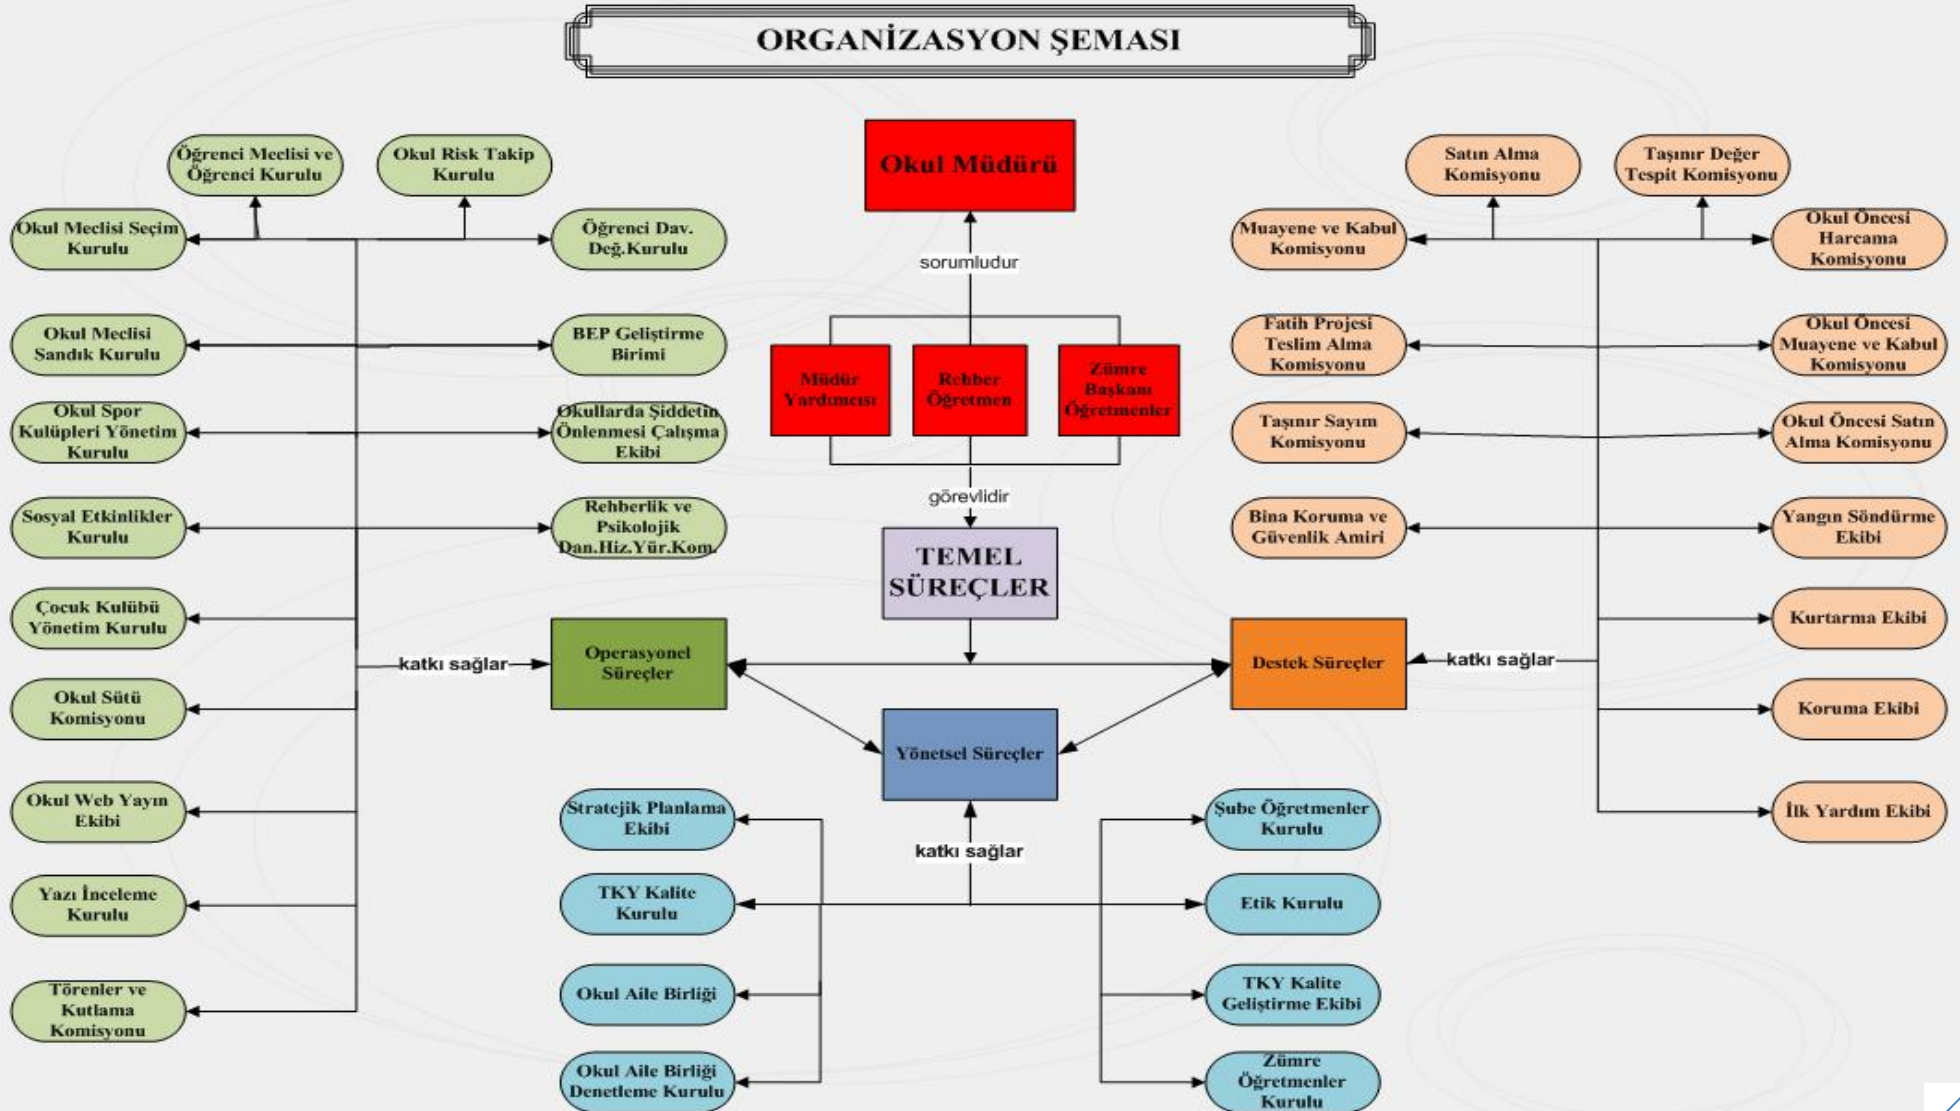 ORGANİZASYON ŞEMASI
Öğrenci Meclisi ve
Öğrenci Kurulu
Okul Risk Takip
Kurulu
Okul Meclisi Seçim
Kurulu
Öğrenci Dav.
Değ.Kurulu
Okul Meclisi
Sandık Kurulu
BEP Geliştirme
Birimi
Okul Spor
Kulüpleri Yönetim
Kurulu
Okullarda Şiddetin
Önlenmesi Çalışma
Ekibi
Sosyal Etkinlikler
Kurulu
Rehberlik ve
Psikolojik
Dan.Hiz.Yür.Kom.
Çocuk Kulübü
Yönetim Kurulu
Okul Sütü
Komisyonu
Okul Web Yayın
Ekibi
Yazı İnceleme
Kurulu
Törenler ve
Kutlama
Komisyonu
katkı sağlar
Operasyonel
Süreçler
Okul Müdürü
sorumludur
Müdür
Yardımcısı
Rehber
Öğretmen
Zümre
Başkanı
Öğretmenler
görevlidir
TEMEL
SÜREÇLER
Yönetsel Süreçler
katkı sağlar
Stratejik Planlama
Ekibi
TKY Kalite
Kurulu
Okul Aile Birliği
Okul Aile Birliği
Denetleme Kurulu
Şube Öğretmenler
Kurulu
Etik Kurulu
TKY Kalite
Geliştirme Ekibi
Zümre
Öğretmenler
Kurulu
Destek Süreçler
katkı sağlar
Satın Alma
Komisyonu
Taşınır Değer
Tespit Komisyonu
Muayene ve Kabul
Komisyonu
Okul Öncesi
Harcama
Komisyonu
Fatih Projesi
Teslim Alma
Komisyonu
Okul Öncesi
Muayene ve Kabul
Komisyonu
Taşınır Sayım
Komisyonu
Okul Öncesi Satın
Alma Komisyonu
Bina Koruma ve
Güvenlik Amiri
Yangın Söndürme
Ekibi
Kurtarma Ekibi
Koruma Ekibi
İlk Yardım Ekibi